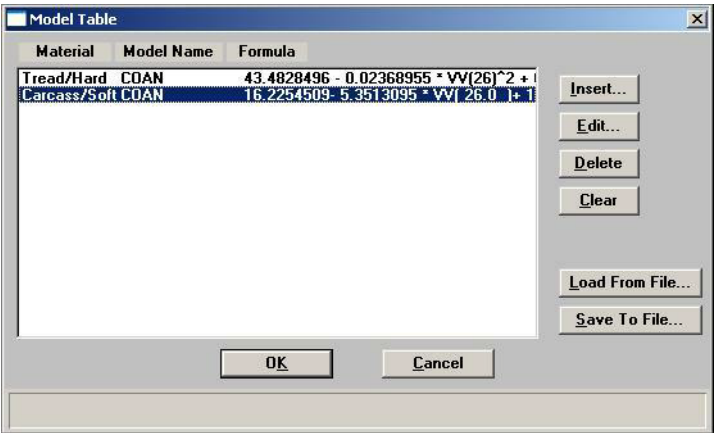 Model Table
Material Model Name Formula
Tread/Hard COAN 43.4828496 - 0.02368955 * VV(26)^2 +
Carcass/Soft COAN 16.2254509- 5.3513095 * VV( 26.0 )+ 1
Insert...
Edit...
Delete
Clear
Load From File...
Save To File...
OK Cancel